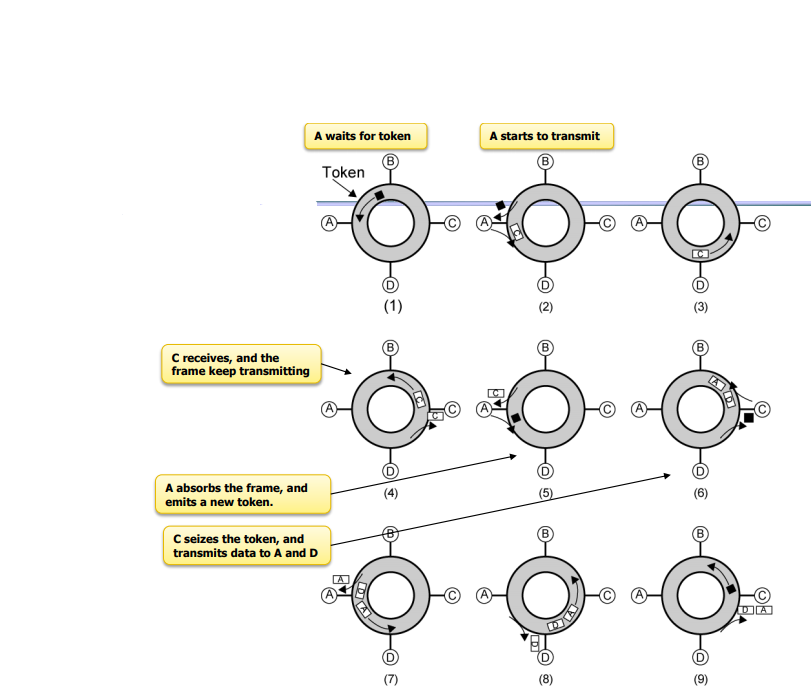 A waits for token
A starts to transmit
Token
B
B
B
A
C
A
C
C
A
C
C
D
D
D
(1)
(2)
(3)
C receives, and the
frame keep transmitting
B
B
B
A
C
C
C
C
A
C
A
A
D
C
D
D
D
(4)
(5)
(6)
A absorbs the frame, and
emits a new token.
C seizes the token, and
transmits data to A and D
B
B
B
A
A
D
A
C
A
D
A
C
D
A
C
D
A
D
D
D
(7)
(8)
(9)